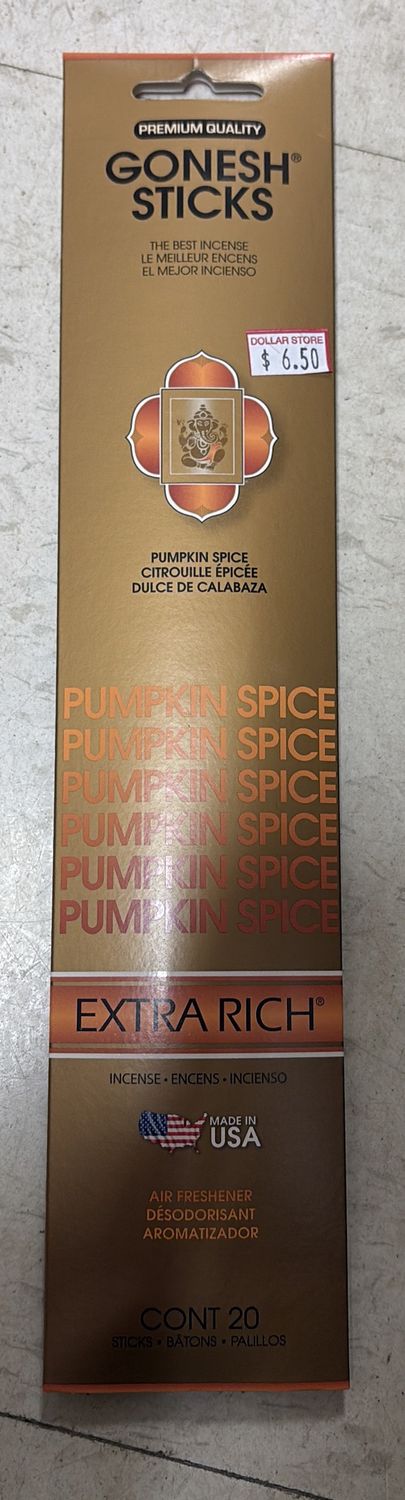 PREMIUM QUALITY
GONESH®
STICKS
THE BEST INCENSE
LE MEILLEUR ENCENS
EL MEJOR INCIENSO
DOLLAR STORE
$ 6.50
PUMPKIN SPICE
CITROUILLE ÉPICÉE
DULCE DE CALABAZA
PUMPKIN SPICE
PUMPKIN SPICE
PUMPKIN SPICE
PUMPKIN SPICE
PUMPKIN SPICE
PUMPKIN SPICE
EXTRA RICH®
INCENSE • ENCENS • INCIENSO
MADE IN
USA
AIR FRESHENER
DÉSODORISANT
AROMATIZADOR
CONT 20
STICKS • BÂTONS • PALILLOS